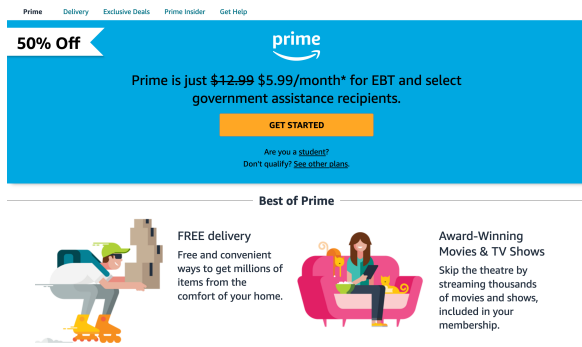 Prime Delivery Exclusive Deals Prime Insider Get Help
50% Off
prime
Prime is just $12.99 $5.99/month* for EBT and select
government assistance recipients.
GET STARTED
Are you a student?
Don't qualify? See other plans.
Best of Prime
FREE delivery
Free and convenient
ways to get millions of
items from the
comfort of your home.
Award-Winning
Movies & TV Shows
Skip the theatre by
streaming thousands
of movies and shows,
included in your
membership.